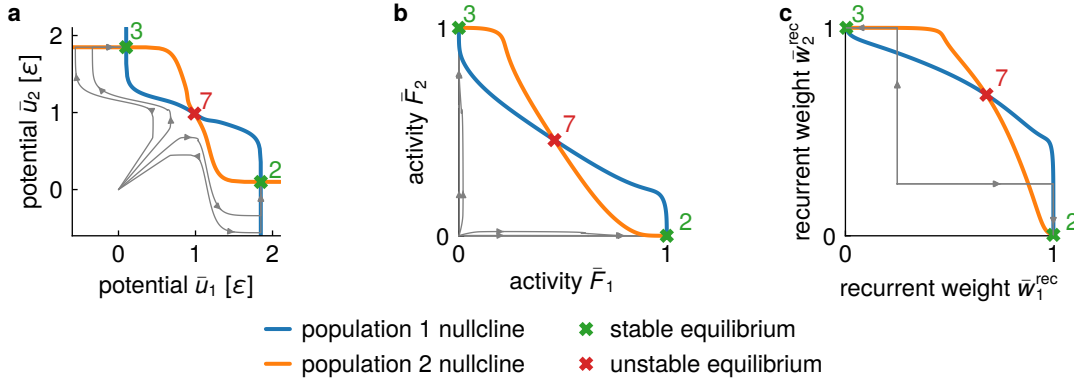 a
b
c
2
1
0
0
1
2
3
7
2
potential ū₂ [ε]
potential ū₁ [ε]
1
0
0
1
3
7
2
activity F̄₂
activity F̄₁
1
1
0
1
3
7
2
recurrent weight w̄₂ʳᵉᶜ
recurrent weight w̄₁ʳᵉᶜ
population 1 nullcline
stable equilibrium
population 2 nullcline
unstable equilibrium